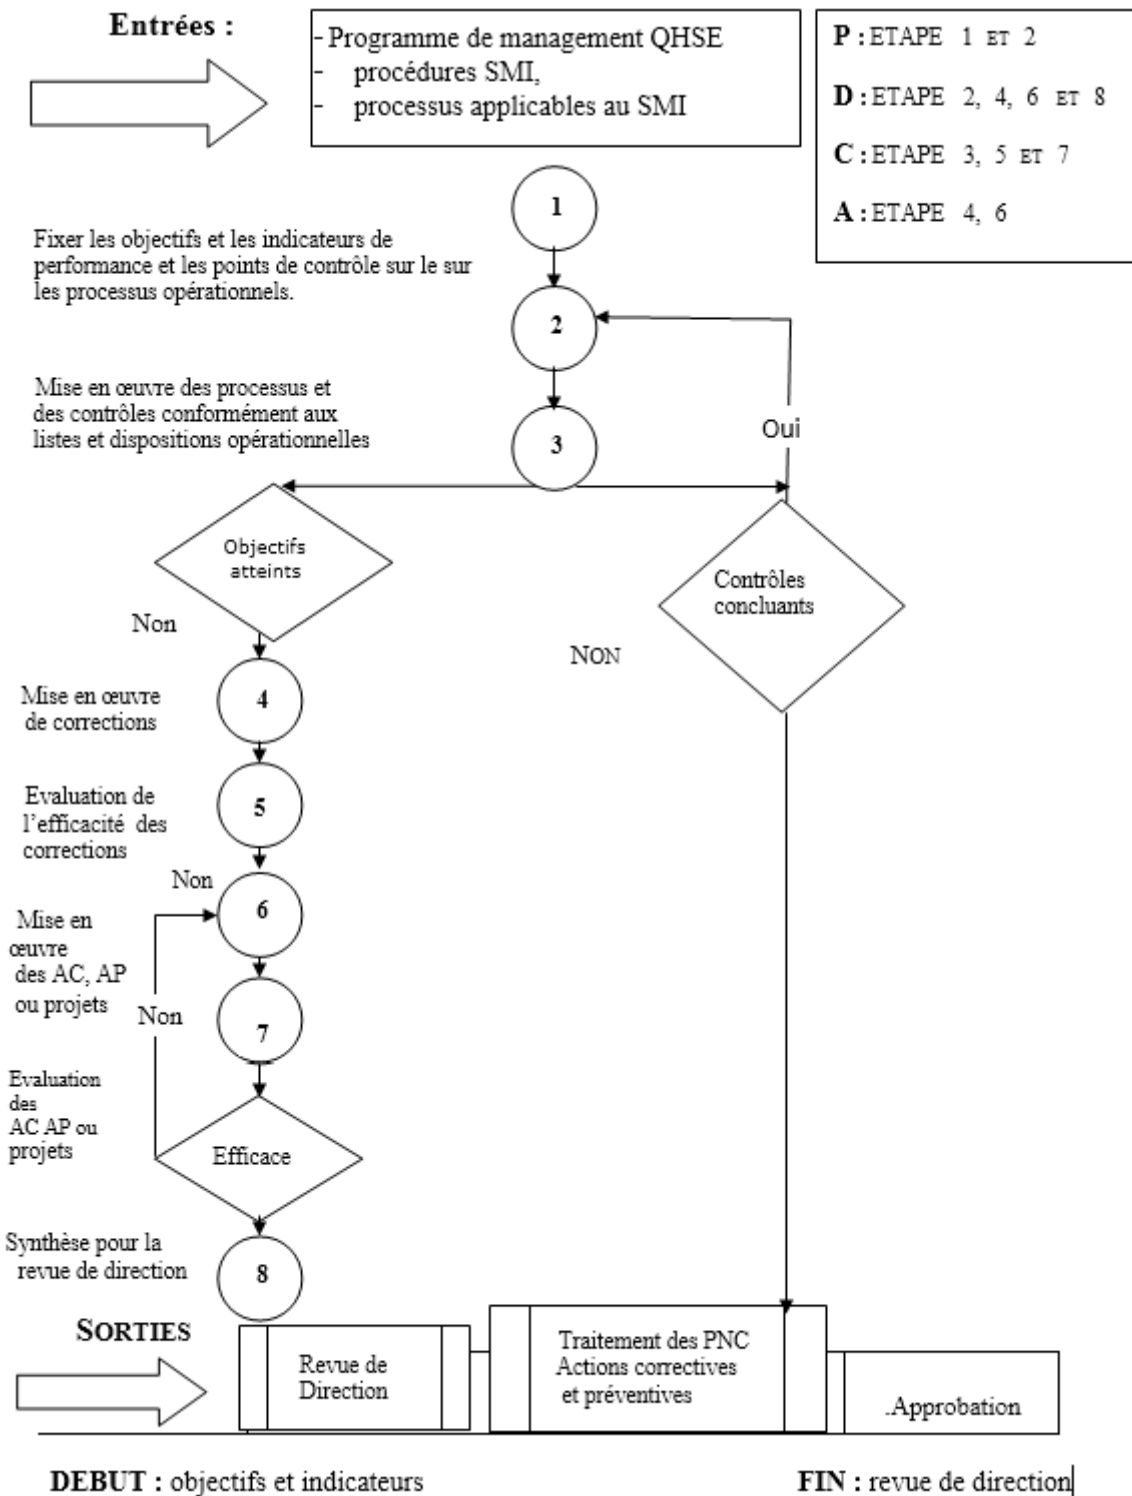 Entrées :
- Programme de management QHSE
- procédures SMI,
- processus applicables au SMI
P : ETAPE 1 ET 2
D : ETAPE 2, 4, 6 ET 8
C : ETAPE 3, 5 ET 7
A : ETAPE 4, 6
1
Fixer les objectifs et les indicateurs de
performance et les points de contrôle sur le sur
les processus opérationnels.
2
Mise en œuvre des processus et
des contrôles conformément aux
listes et dispositions opérationnelles
3
Oui
Objectifs
atteints
Contrôles
concluants
Non
NON
4
Mise en œuvre
de corrections
5
Evaluation de
l’efficacité des
corrections
Non
6
Mise en
œuvre
des AC, AP
ou projets
Non
7
Evaluation
des
AC AP ou
projets
Efficace
Synthèse pour la
revue de direction
8
SORTIES
Revue de
Direction
Traitement des PNC
Actions correctives
et préventives
.Approbation
DEBUT : objectifs et indicateurs
FIN : revue de direction